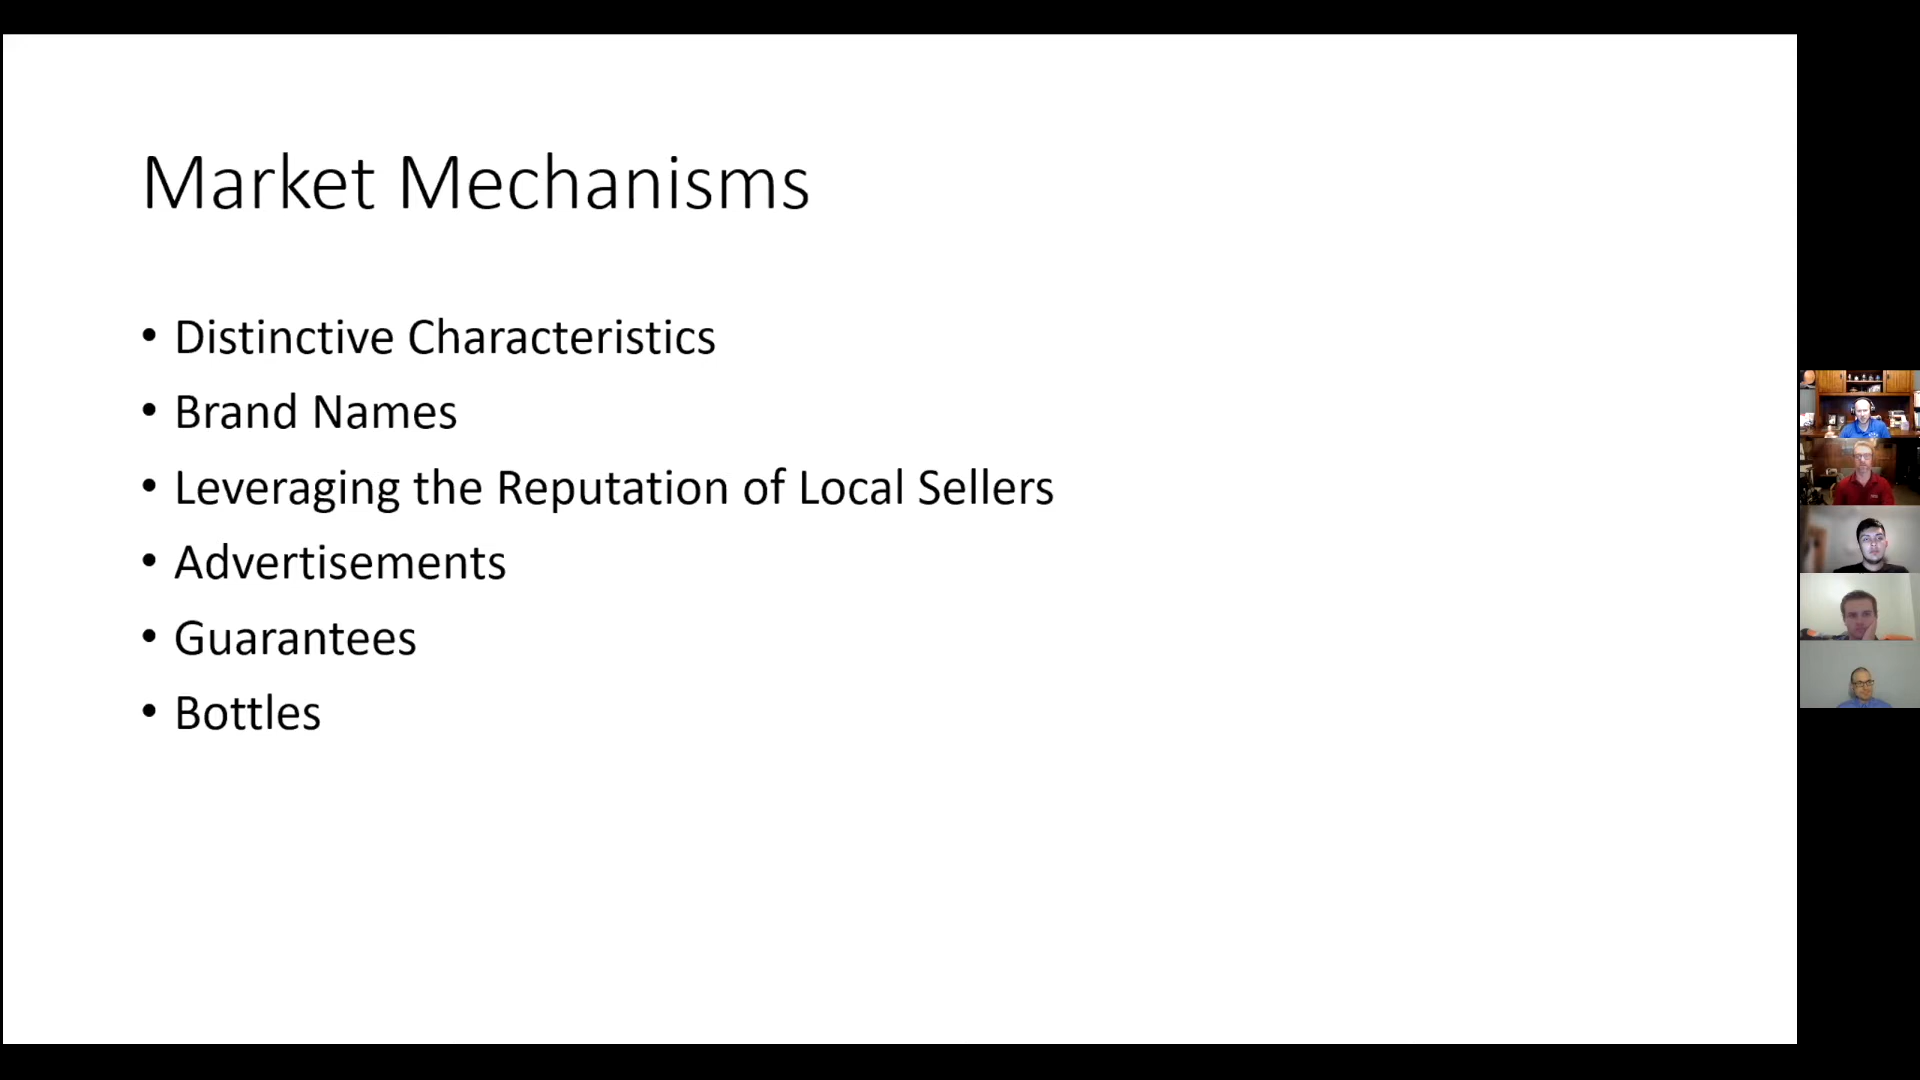 Market Mechanisms
• Distinctive Characteristics
• Brand Names
• Leveraging the Reputation of Local Sellers
• Advertisements
• Guarantees
• Bottles